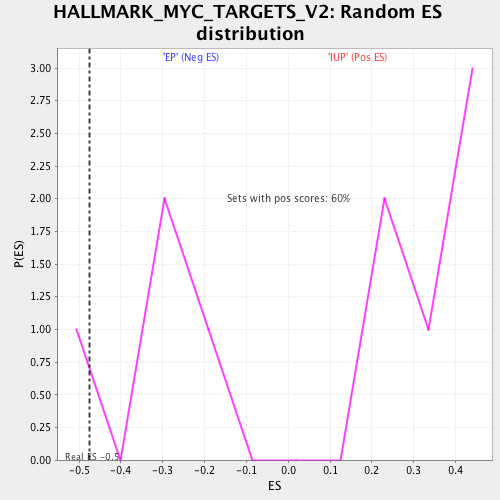 HALLMARK_MYC_TARGETS_V2: Random ES
distribution
'EP' (Neg ES)
'IUP' (Pos ES)
3.00
2.75
2.50
2.25
2.00
1.75
1.50
1.25
1.00
0.75
0.50
0.25
0.00
P(ES)
Sets with pos scores: 60%
Real ES -0.5
-0.5 -0.4 -0.3 -0.2 -0.1 0.0 0.1 0.2 0.3 0.4
ES